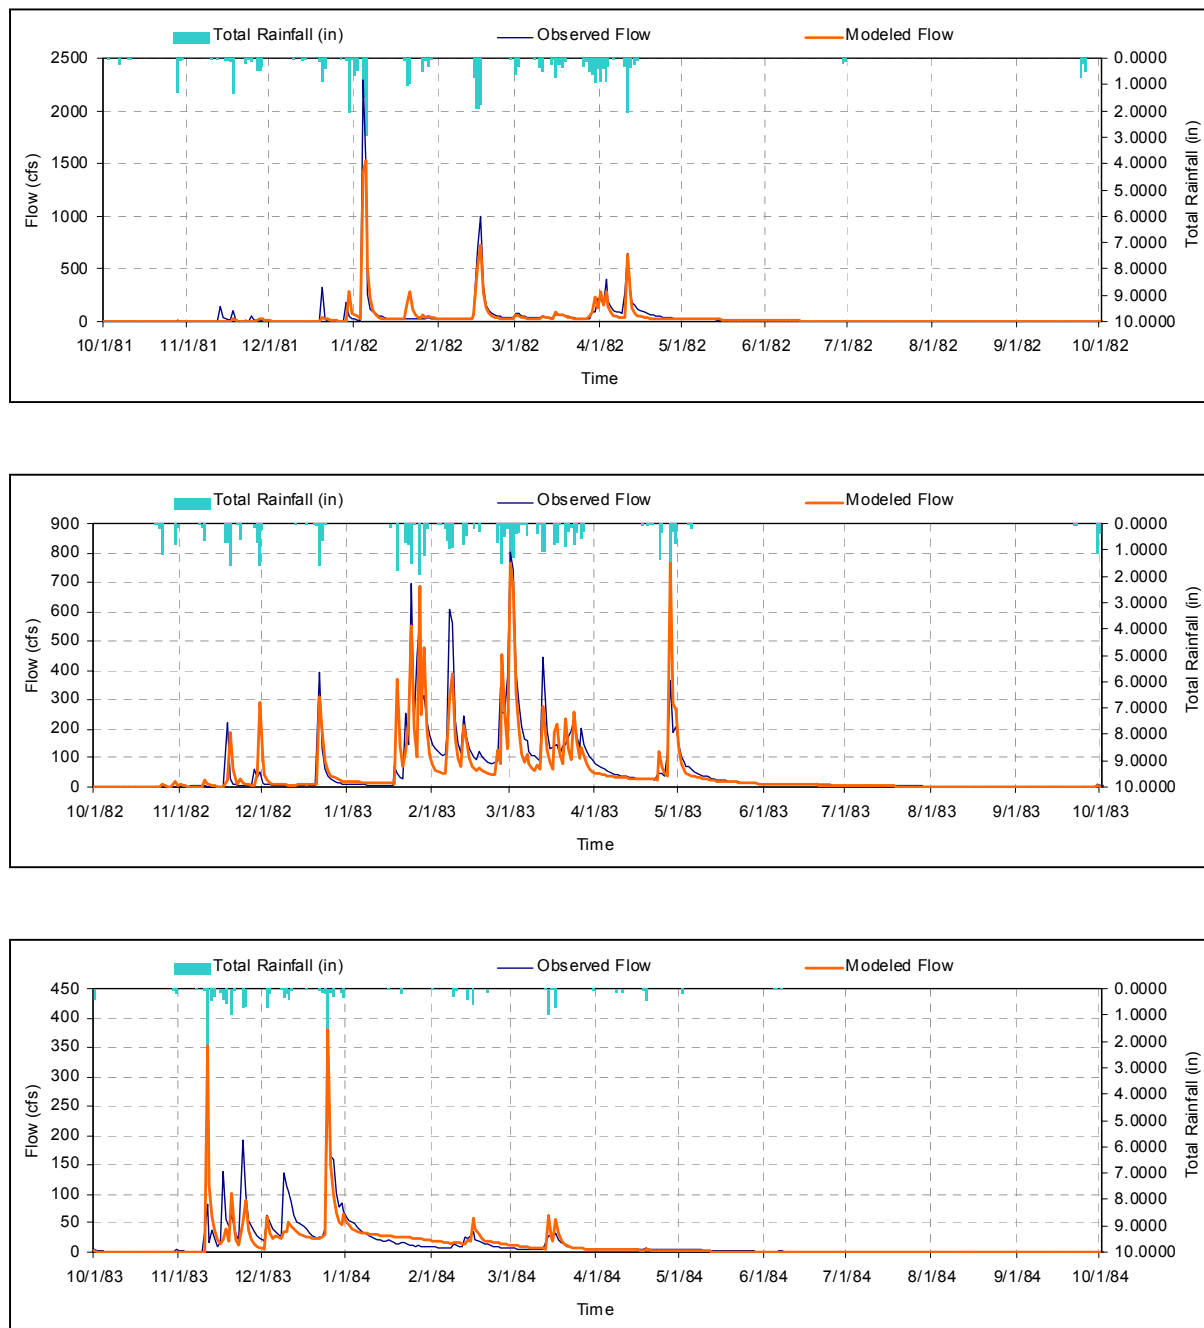 Total Rainfall (in) Observed Flow Modeled Flow
2500 0.0000
1.0000
2000 2.0000
3.0000
1500 4.0000
5.0000
1000 6.0000
7.0000
500 8.0000
9.0000
0 10.0000
Flow (cfs)
Total Rainfall (in)
10/1/81 11/1/81 12/1/81 1/1/82 2/1/82 3/1/82 4/1/82 5/1/82 6/1/82 7/1/82 8/1/82 9/1/82 10/1/82
Time
Total Rainfall (in) Observed Flow Modeled Flow
900 0.0000
800 1.0000
700 2.0000
600 3.0000
500 4.0000
400 5.0000
300 6.0000
200 7.0000
100 8.0000
0 9.0000
10.0000
Flow (cfs)
Total Rainfall (in)
10/1/82 11/1/82 12/1/82 1/1/83 2/1/83 3/1/83 4/1/83 5/1/83 6/1/83 7/1/83 8/1/83 9/1/83 10/1/83
Time
Total Rainfall (in) Observed Flow Modeled Flow
450 0.0000
400 1.0000
350 2.0000
300 3.0000
250 4.0000
200 5.0000
150 6.0000
100 7.0000
50 8.0000
0 9.0000
10.0000
Flow (cfs)
Total Rainfall (in)
10/1/83 11/1/83 12/1/83 1/1/84 2/1/84 3/1/84 4/1/84 5/1/84 6/1/84 7/1/84 8/1/84 9/1/84 10/1/84
Time